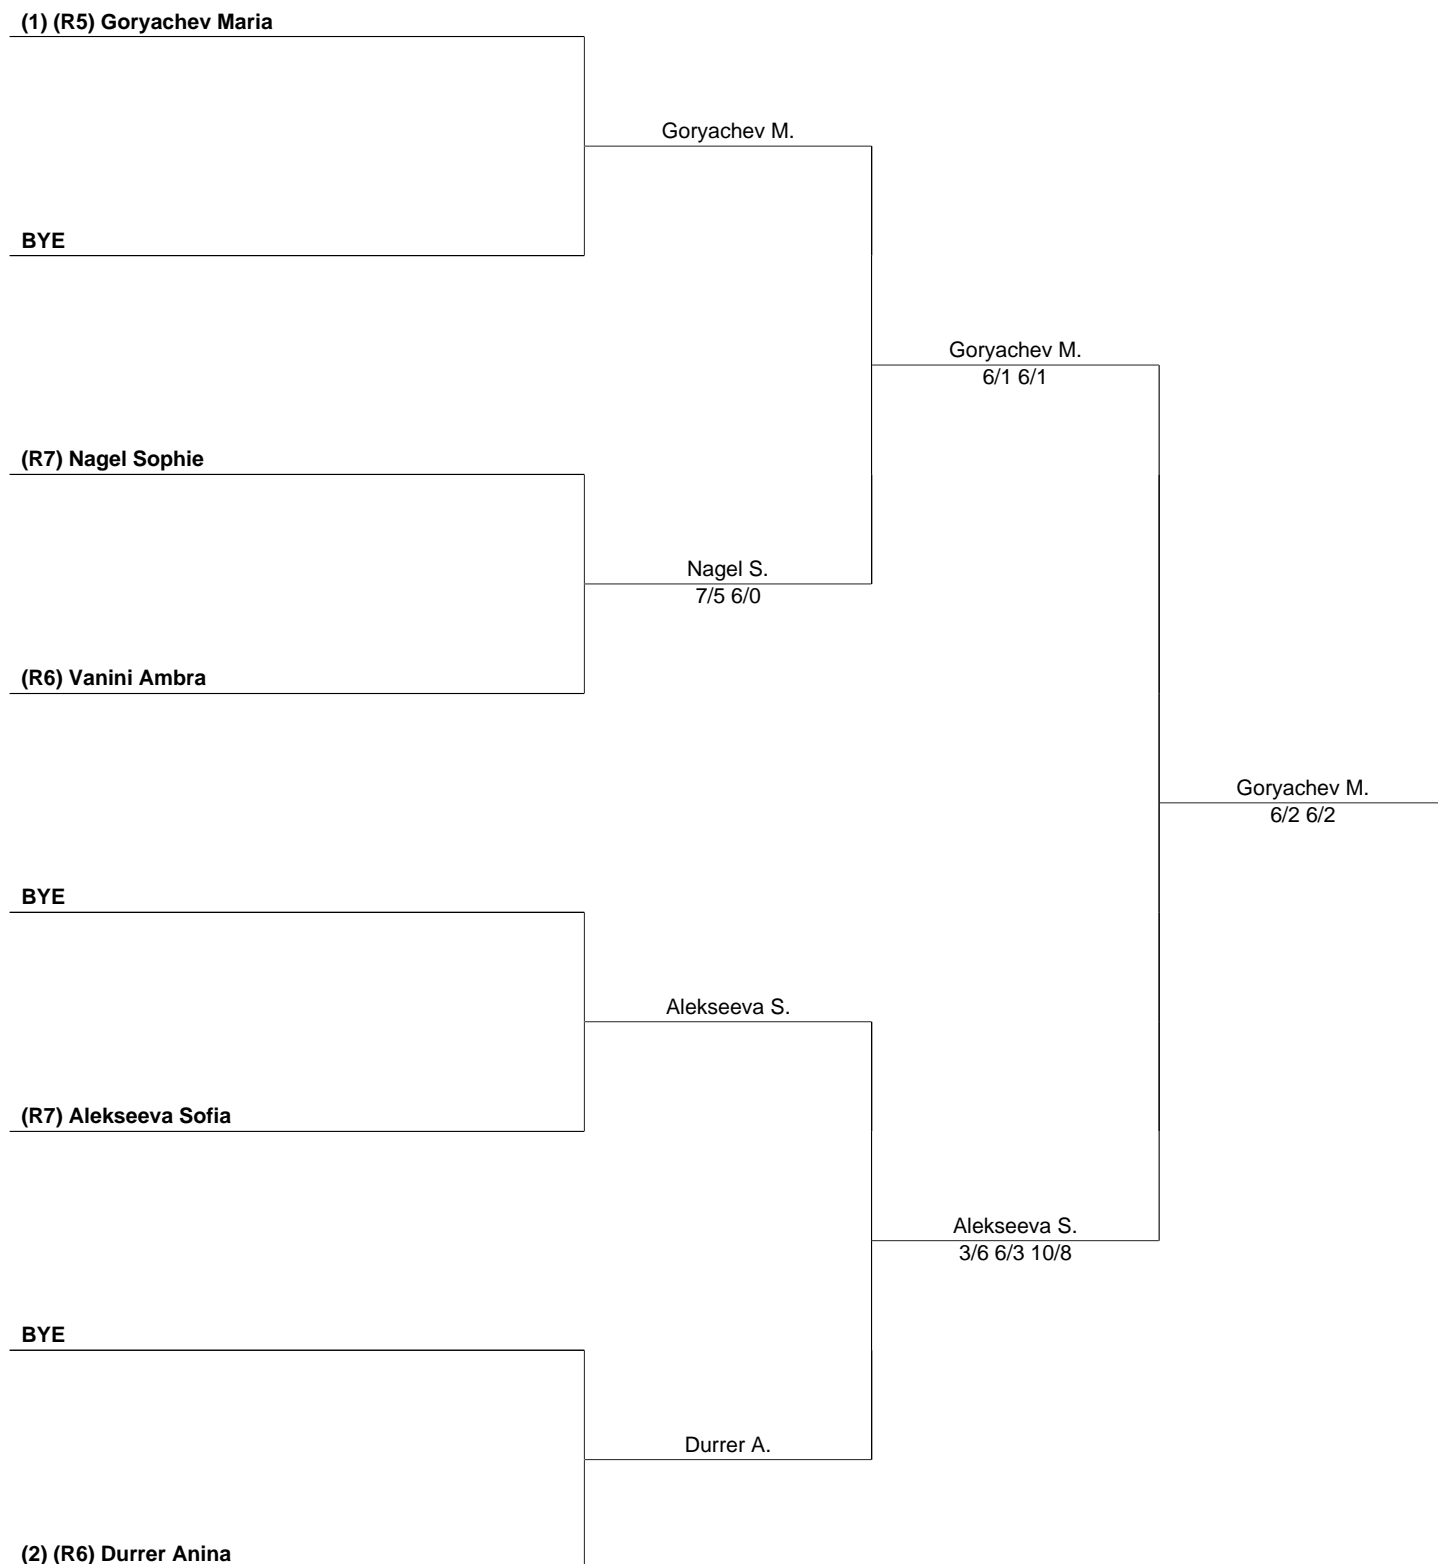 (1) (R5) Goryachev Maria
Goryachev M.
BYE
Goryachev M.
6/1 6/1
(R7) Nagel Sophie
Nagel S.
7/5 6/0
(R6) Vanini Ambra
Goryachev M.
6/2 6/2
BYE
Alekseeva S.
(R7) Alekseeva Sofia
Alekseeva S.
3/6 6/3 10/8
BYE
Durrer A.
(2) (R6) Durrer Anina